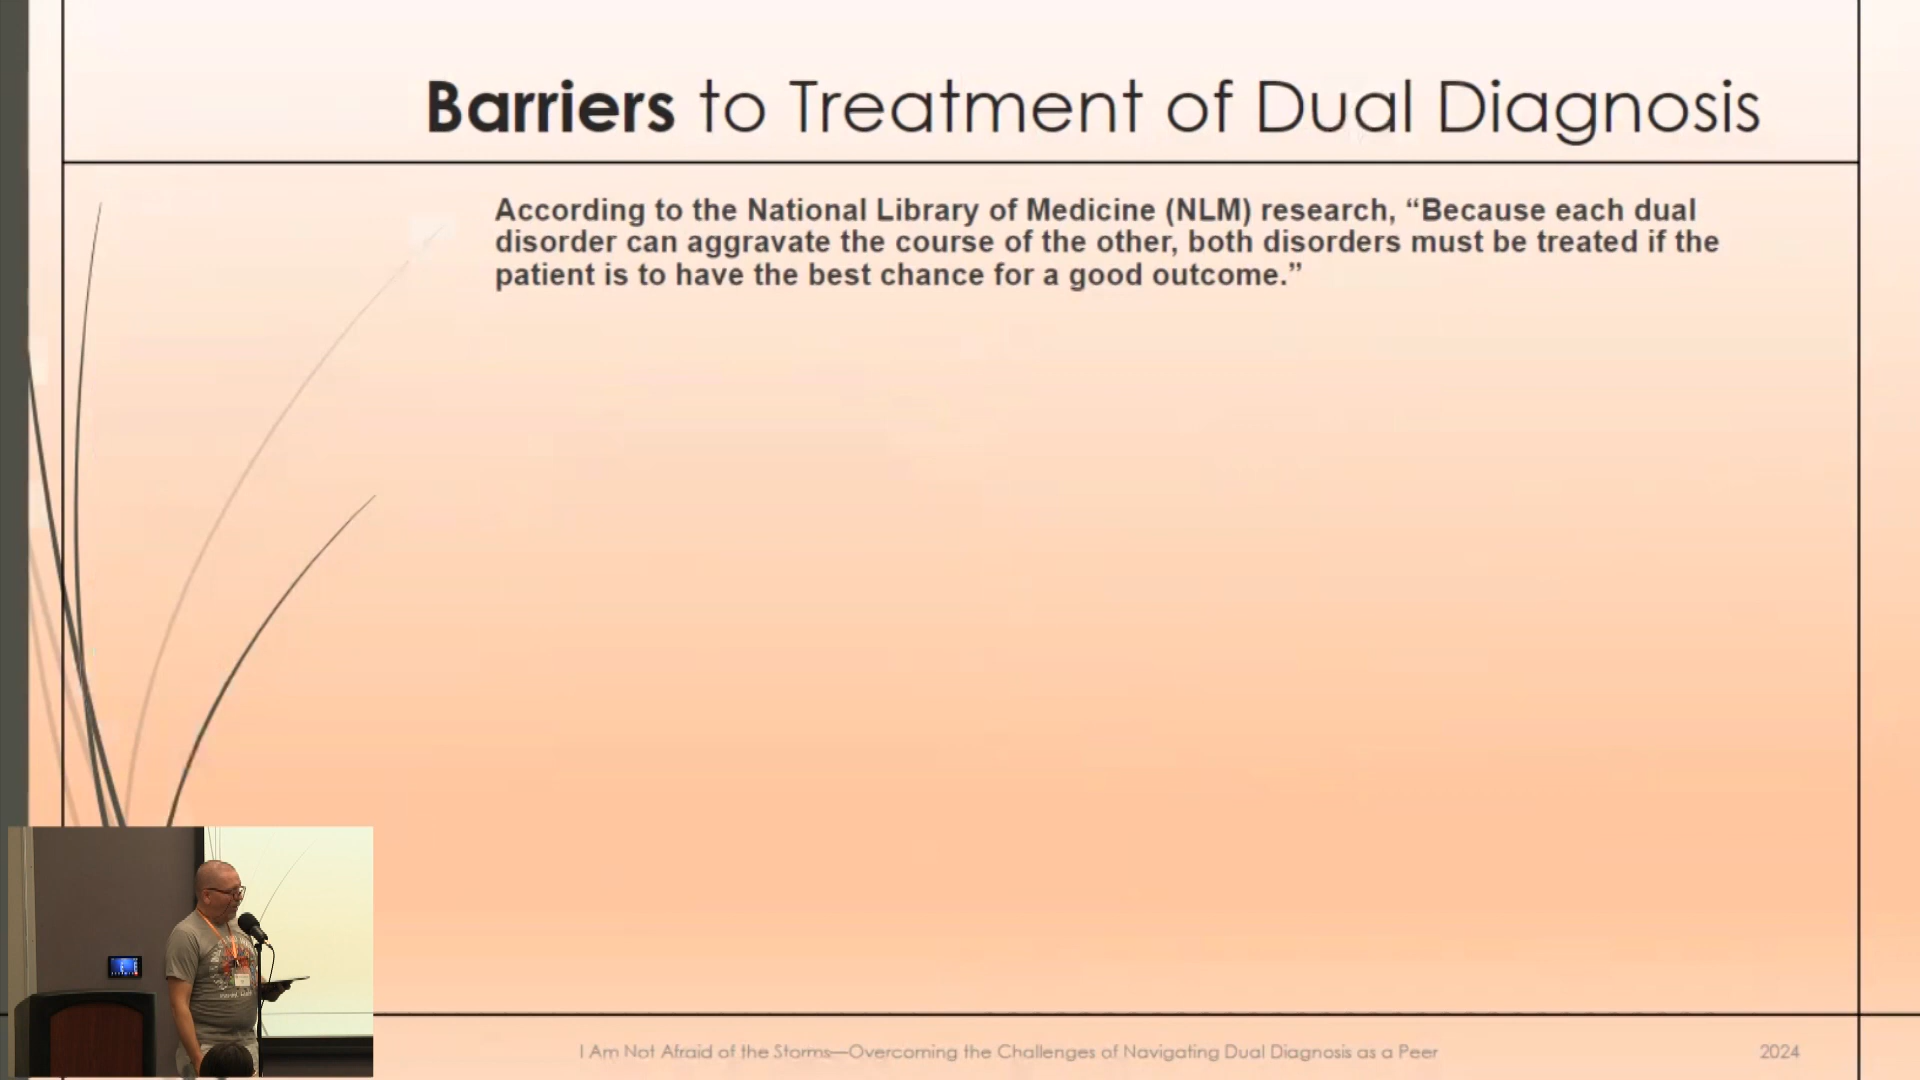 Barriers to Treatment of Dual Diagnosis
According to the National Library of Medicine (NLM) research, “Because each dual
disorder can aggravate the course of the other, both disorders must be treated if the
patient is to have the best chance for a good outcome.”
I Am Not Afraid of the Storms—Overcoming the Challenges of Navigating Dual Diagnosis as a Peer
2024